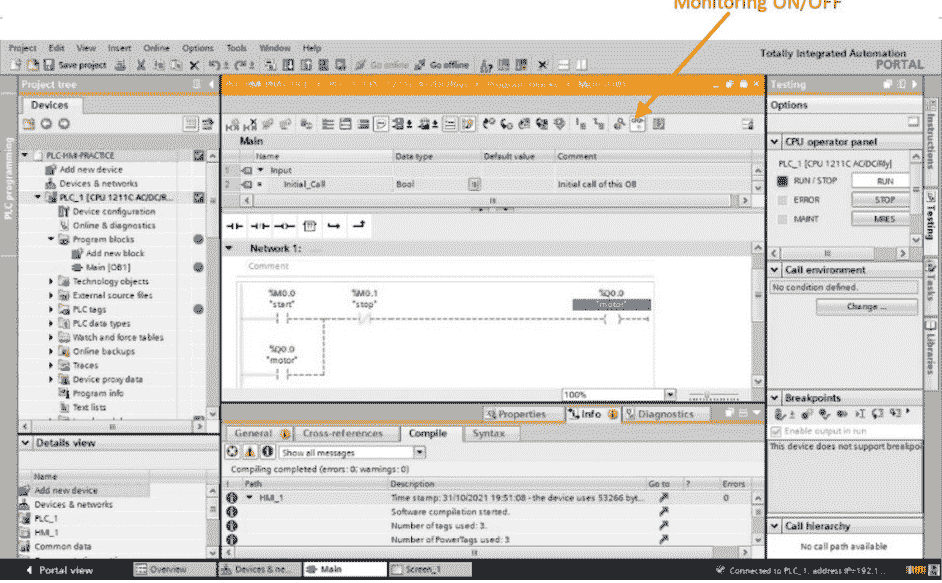 Monitoring ON/OFF
Project Edit View Insert Online Options Tools Window Help
Totally Integrated Automation
PORTAL
Save project Go online Go offline
Project tree
Devices
PLC programming
PLC-HMI-PRACTICE
Add new device
Devices & networks
PLC_1 [CPU 1211C AC/DC/R...
Device configuration
Online & diagnostics
Program blocks
Add new block
Main [OB1]
Technology objects
External source files
PLC tags
PLC data types
Watch and force tables
Online backups
Traces
Device proxy data
Program info
Text lists
Details view
Name
Add new device
Devices & networks
PLC_1
HMI_1
Common data
Main
Name Data type Default value Comment
1 Input
2 Initial_Call Bool Initial call of this OB
Network 1:
Comment
%M0.0
"start"
%M0.1
"stop"
%Q0.0
"motor"
%Q0.0
"motor"
100%
Properties Info Diagnostics
General Cross-references Compile Syntax
Show all messages
Compiling completed (errors: 0; warnings: 0)
! Path Description Go to ? Errors
HMI_1 Time stamp: 31/10/2021 19:51:08 - the device uses 53266 byt... 0
Software compilation started.
Number of tags used: 3.
Number of PowerTags used: 3
Testing
Options
CPU operator panel
PLC_1 [CPU 1211C AC/DC/Rly]
RUN / STOP RUN
ERROR STOP
MAINT MRES
Call environment
No condition defined.
Change ...
Breakpoints
Enable output in run
This device does not support breakpoi
Call hierarchy
No call path available
Instructions
Testing
Tasks
Libraries
Portal view Overview Devices & ne... Main Screen_1
Connected to PLC_1, address IP=192.1...